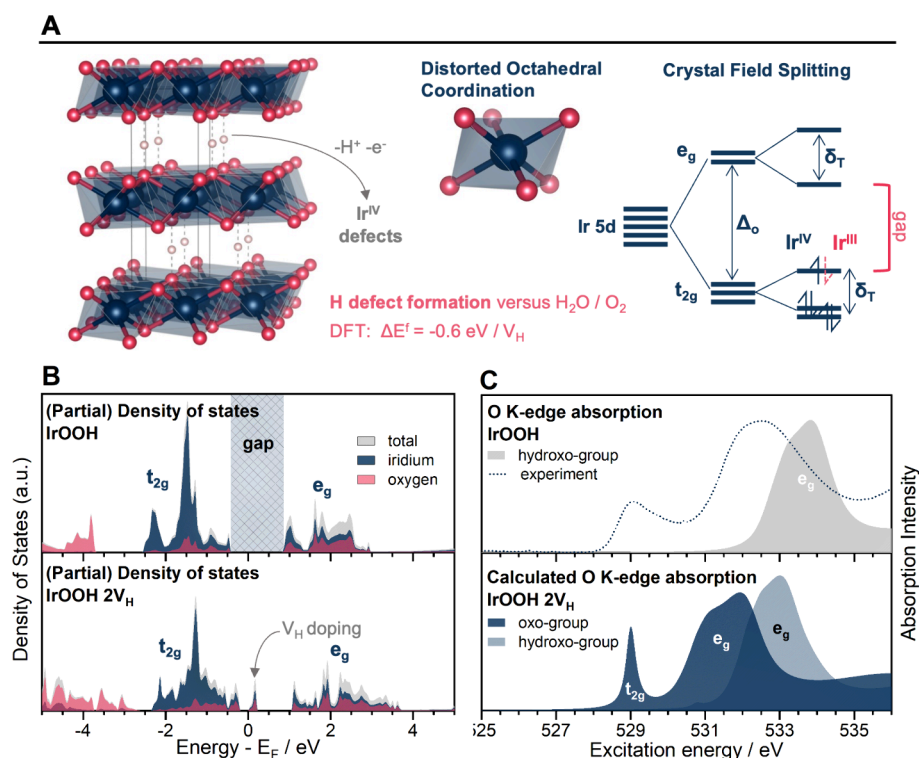 A
Distorted Octahedral
Coordination
Crystal Field Splitting
-H⁺ -e⁻
Ir^IV
defects
H defect formation versus H₂O / O₂
DFT: ΔE^f = -0.6 eV / V_H
Ir 5d
e_g
t_2g
Δ_o
δ_T
δ_T
Ir^IV
Ir^III
gap
B
(Partial) Density of states
IrOOH
gap
total
iridium
oxygen
t_2g
e_g
(Partial) Density of states
IrOOH 2V_H
V_H doping
t_2g
e_g
-4
-2
0
2
4
Energy - E_F / eV
Density of States (a.u.)
C
O K-edge absorption
IrOOH
hydroxo-group
experiment
e_g
Calculated O K-edge absorption
IrOOH 2V_H
oxo-group
hydroxo-group
t_2g
e_g
e_g
525
527
529
531
533
535
Excitation energy / eV
Absorption Intensity